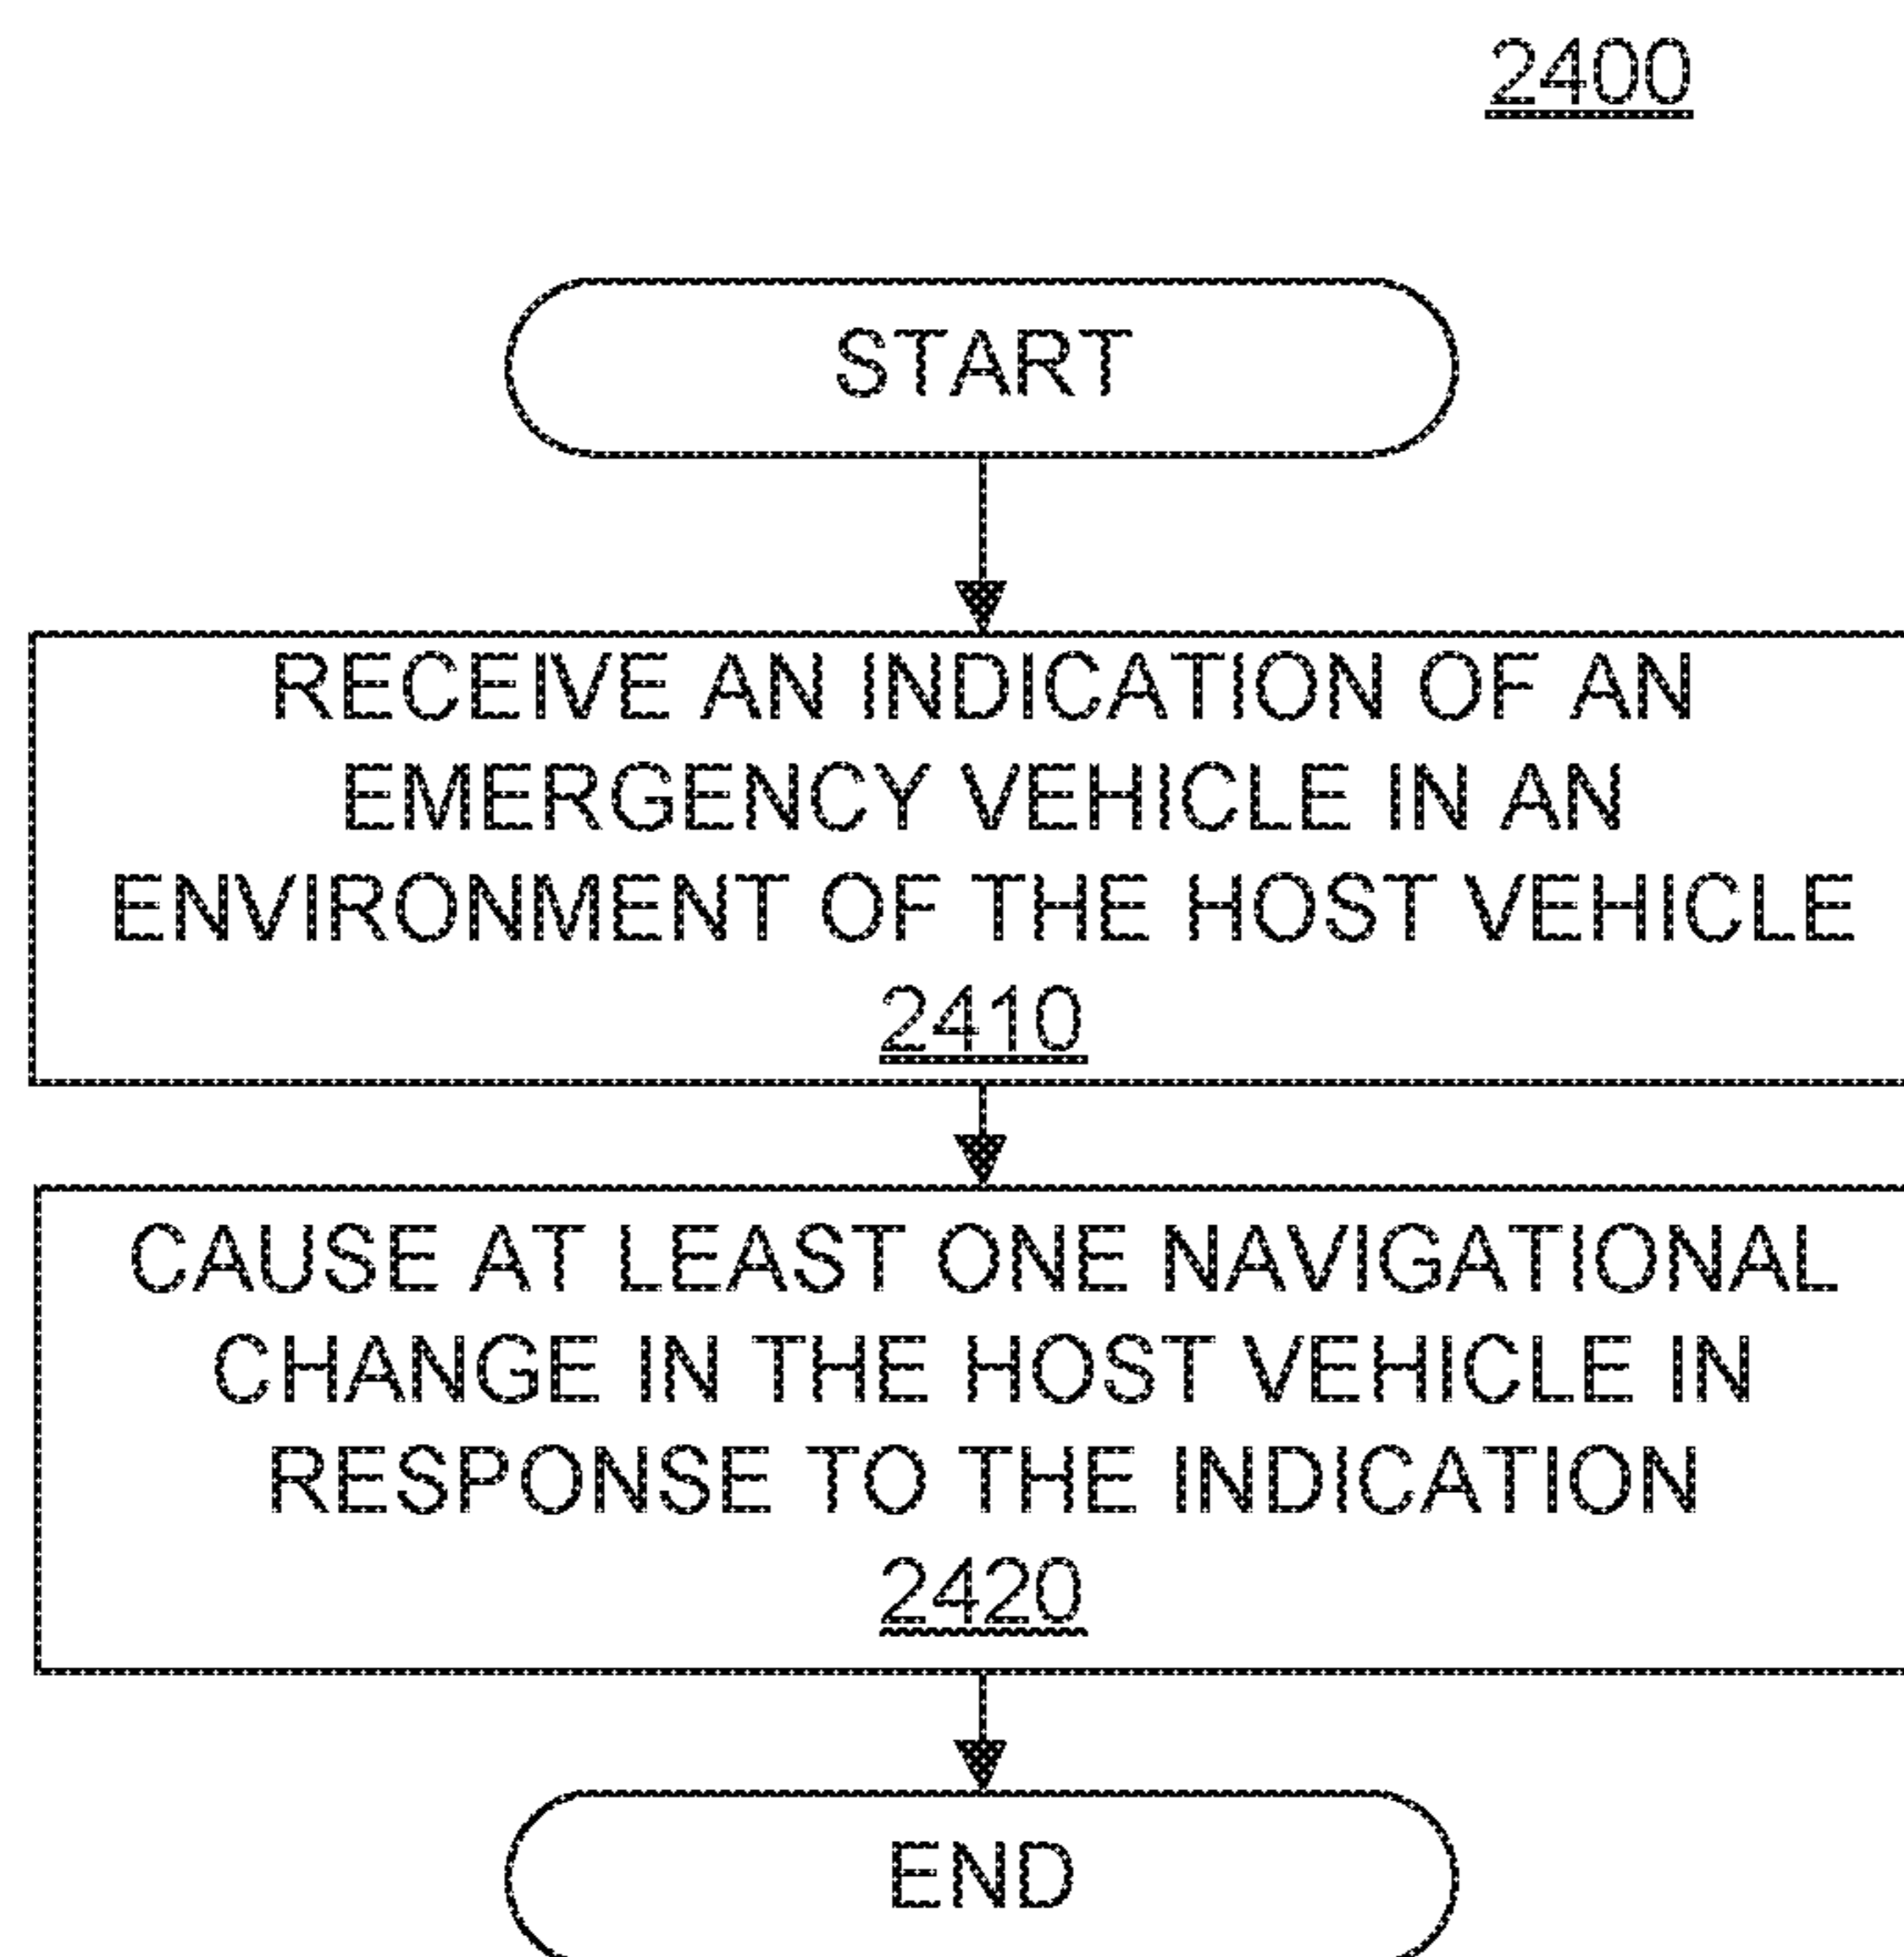 2400
START
RECEIVE AN INDICATION OF AN
EMERGENCY VEHICLE IN AN
ENVIRONMENT OF THE HOST VEHICLE
2410
CAUSE AT LEAST ONE NAVIGATIONAL
CHANGE IN THE HOST VEHICLE IN
RESPONSE TO THE INDICATION
2420
END